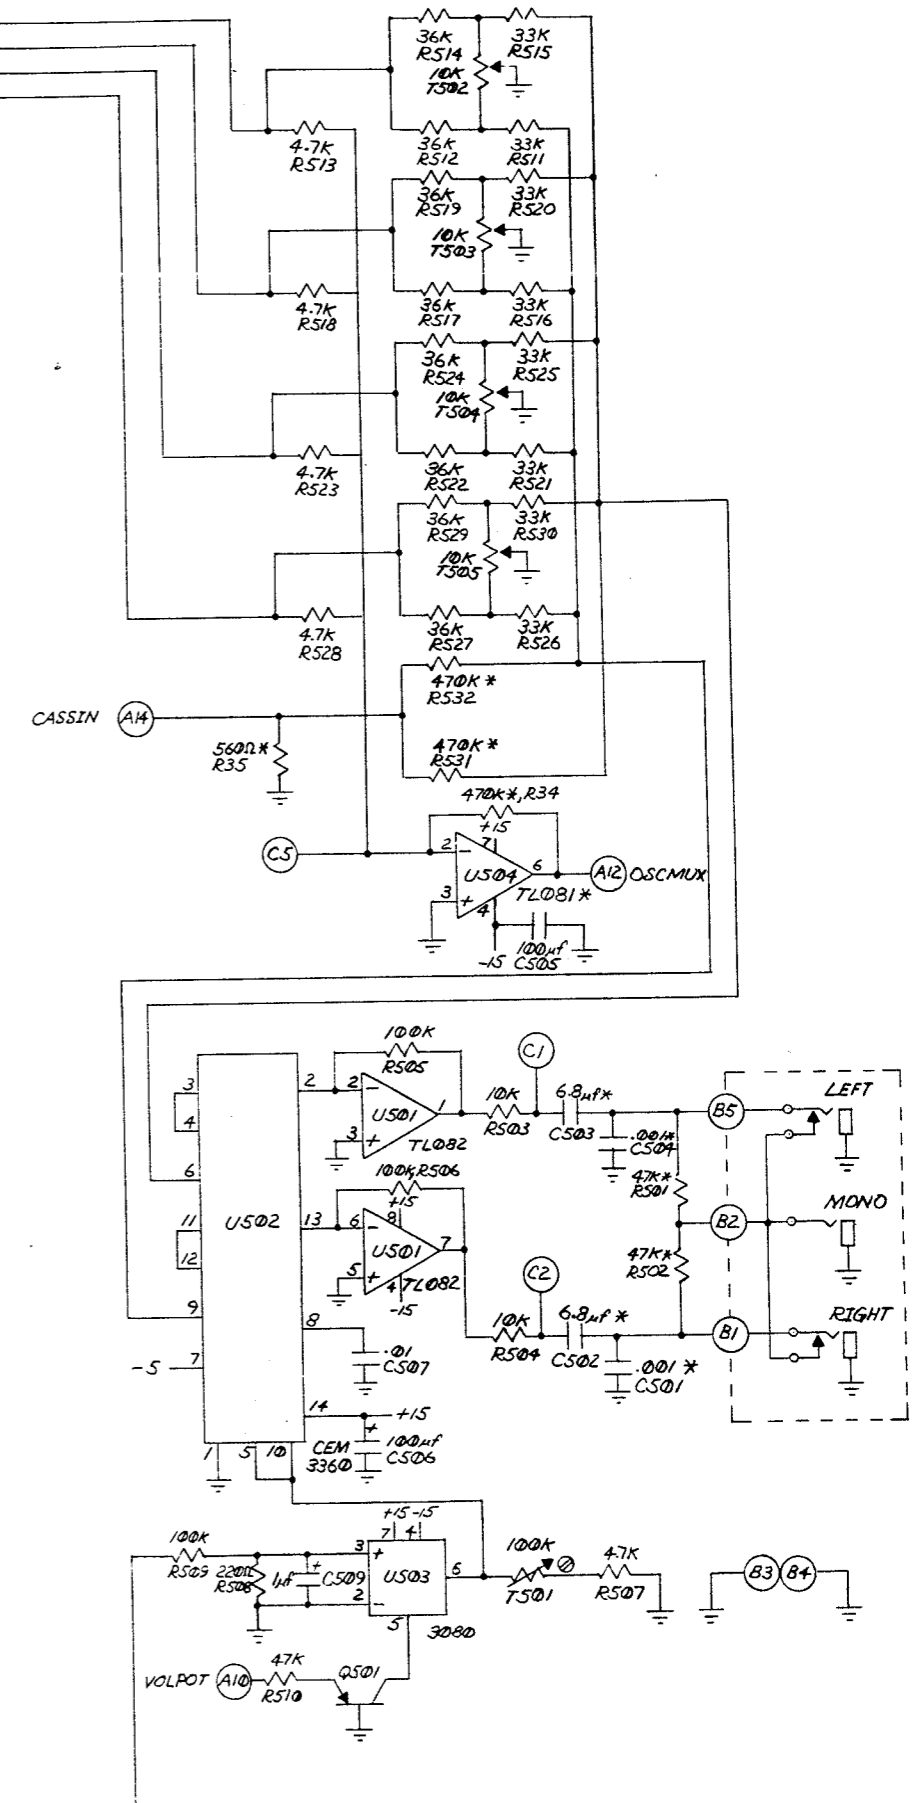 36K
R514
33K
R515
10K
T502
4.7K
R513
36K
R512
33K
R511
36K
R519
33K
R520
10K
T503
4.7K
R518
36K
R517
33K
R516
36K
R524
33K
R525
10K
T504
4.7K
R523
36K
R522
33K
R521
36K
R529
33K
R530
10K
T505
4.7K
R528
36K
R527
33K
R526
470K*
R532
CASSIN
A14
560Ω*
R35
470K*
R531
470K*, R34
+15
C5
2
-
7
U504
6
A12
OSCMUX
3
+
4
TL081*
-15
100µf
C505
100K
R505
C1
3
4
6
11
12
9
-5
7
U502
2
2
-
U501
1
3
+
TL082
10K
R503
6.8µf*
C503
.001*
C504
B5
LEFT
100K R506
+15
47K*
R501
13
6
-
8
U501
7
5
+
4
TL082
-15
B2
MONO
C2
47K*
R502
8
.01
C507
10K
R504
6.8µf*
C502
.001*
C501
B1
RIGHT
14
+15
+
100µf
C506
CEM
3360
1
5
10
100K
R509
220Ω
R508
1µf
+
C509
+15
-15
7
4
3
+
U503
6
2
-
5
3080
100K
T501
4.7K
R507
B3
B4
VOLPOT
A10
47K
R510
Q501